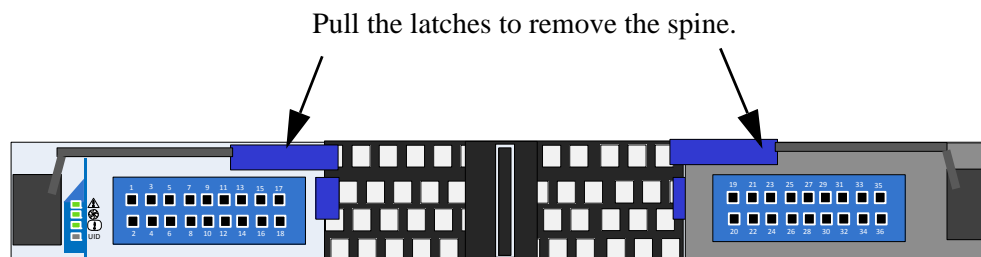 Pull the latches to remove the spine.
1 3 5 7 9 11 13 15 17
2 4 6 8 10 12 14 16 18
UID
19 21 23 25 27 29 31 33 35
20 22 24 26 28 30 32 34 36